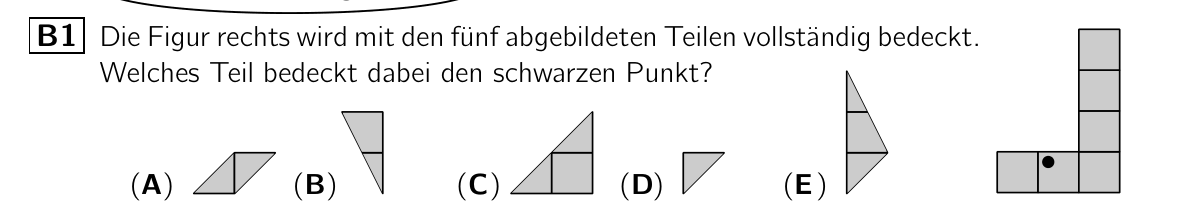 B1 Die Figur rechts wird mit den fünf abgebildeten Teilen vollständig bedeckt.
Welches Teil bedeckt dabei den schwarzen Punkt?
(A) (B) (C) (D) (E)